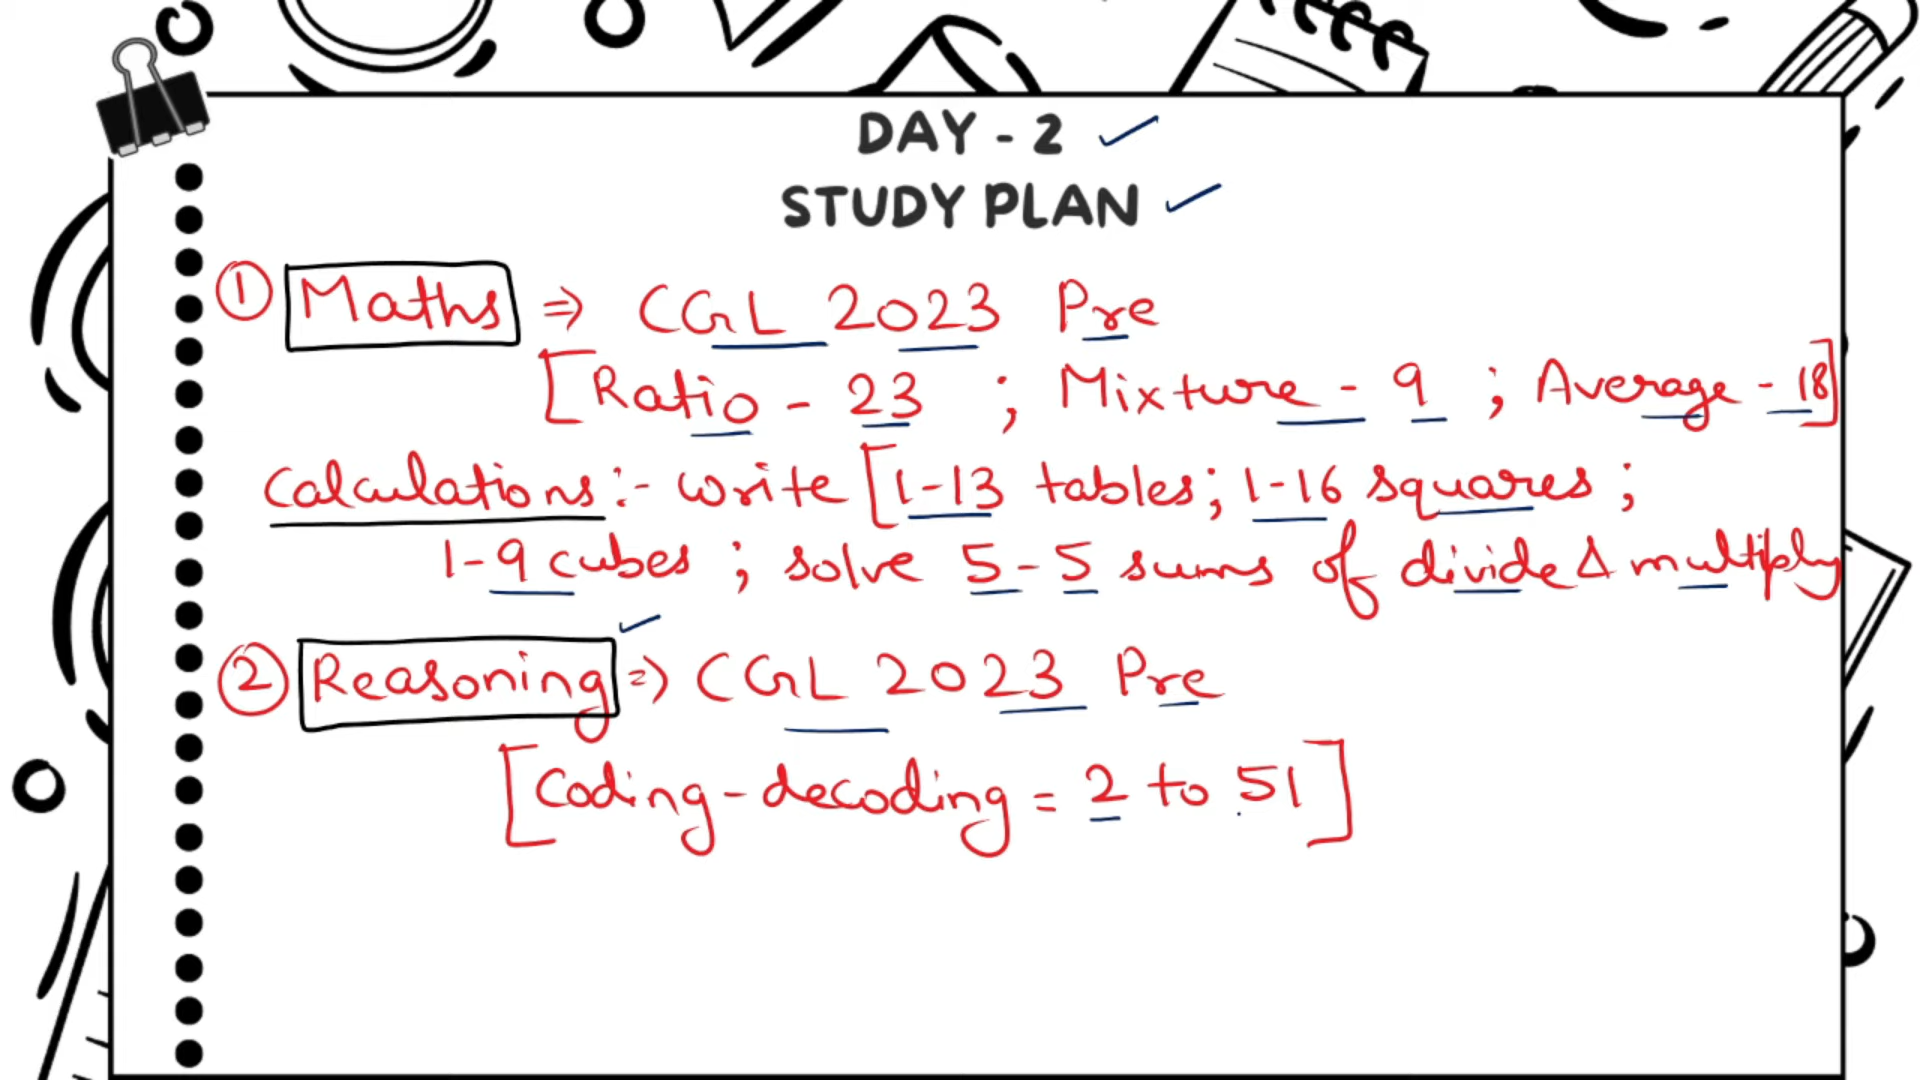 DAY - 2
STUDY PLAN
① Maths ⇒ CGL 2023 Pre
[Ratio - 23 ; Mixture - 9 ; Average - 18]
Calculations :- write [1-13 tables; 1-16 squares ;
1-9 cubes ; solve 5-5 sums of divide & multiply
② Reasoning ⇒ CGL 2023 Pre
[Coding-decoding = 2 to 51]